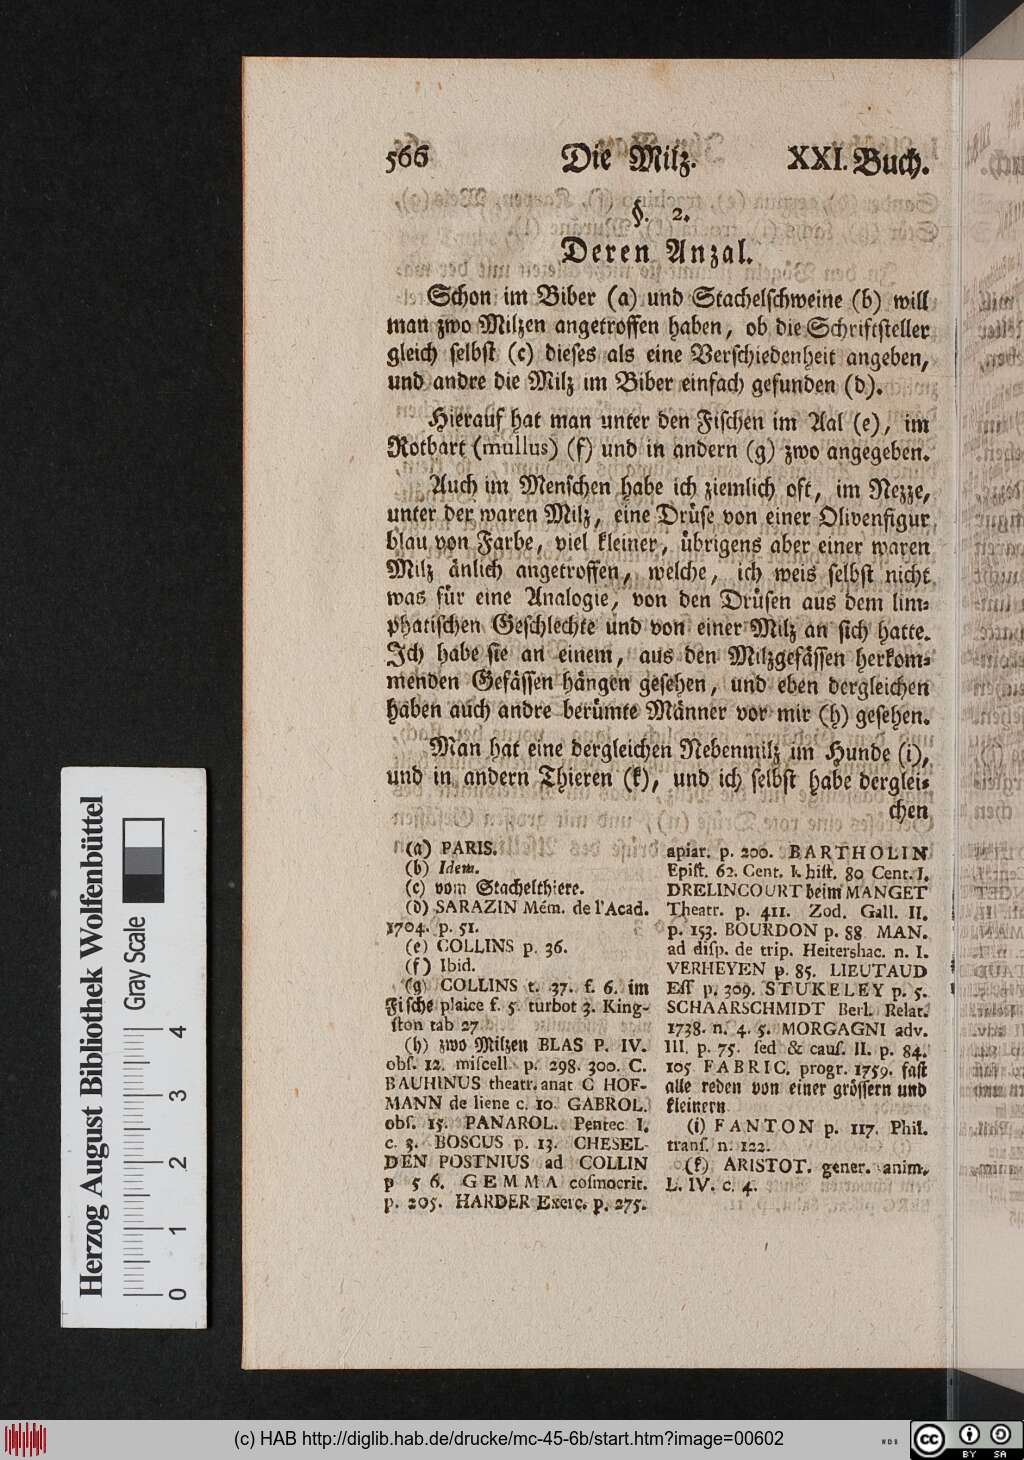 566 Die Milz. XXI. Buch.
§. 2.
Deren Anzal.
Schon im Biber (a) und Stachelschweine (b) will
man zwo Milzen angetroffen haben, ob die Schriftsteller
gleich selbst (c) dieses als eine Verschiedenheit angeben,
und andre die Milz im Biber einfach gefunden (d).
Hierauf hat man unter den Fischen im Aal (e), im
Rotbart (mullus) (f) und in andern (g) zwo angegeben.
Auch im Menschen habe ich ziemlich oft, im Nezze,
unter der waren Milz, eine Drüse von einer Olivenfigur
blau von Farbe, viel kleiner, übrigens aber einer waren
Milz änlich angetroffen, welche, ich weis selbst nicht
was für eine Analogie, von den Drüsen aus dem lim⸗
phatischen Geschlechte und von einer Milz an sich hatte.
Ich habe sie an einem, aus den Milzgefässen herkom⸗
menden Gefässen hängen gesehen, und eben dergleichen
haben auch andre berümte Männer vor mir (h) gesehen.
Man hat eine dergleichen Nebenmilz im Hunde (i),
und in andern Thieren (k), und ich selbst habe derglei⸗
chen
(a) PARIS.
(b) Idem.
(c) vom Stachelthiere.
(d) SARAZIN Mém. de l'Acad.
1704. p. 51.
(e) COLLINS p. 36.
(f) Ibid.
(g) COLLINS t. 37. f. 6. im
Fische plaice f. 5 turbot 3. King-
ston tab 27
(h) zwo Milzen BLAS P. IV.
obs. 12. miscell p. 298. 300. C.
BAUHINUS theatr. anat C HOF-
MANN de liene c. 10. GABROL.
obs. 15. PANAROL. Pentec I.
c. 3. BOSCUS p. 13. CHESEL-
DEN POSTNIUS ad COLLIN
p 56. GEMMA cosmocrit.
p. 205. HARDER Exerc. p. 275.
apiar. p. 200. BARTHOLIN
Epist. 62. Cent. I. hist. 80 Cent. I.
DRELINCOURT beim MANGET
Theatr. p. 411. Zod. Gall. II.
p. 153. BOURDON p. 88 MAN.
ad disp. de trip. Heitershac. n. I.
VERHEYEN p. 85. LIEUTAUD
Ess p. 309. STUKELEY p. 5.
SCHAARSCHMIDT Berl. Relat.
1738. n. 4. 5. MORGAGNI adv.
III. p. 75. sed & caus. II. p. 84.
105 FABRIC. progr. 1759. fast
alle reden von einer grössern und
kleinern
(i) FANTON p. 117. Phil.
trans. n. 122.
(k) ARISTOT. gener. anim.
L. IV. c. 4.
Herzog August Bibliothek Wolfenbüttel
Gray Scale
0 1 2 3 4
(c) HAB http://diglib.hab.de/drucke/mc-45-6b/start.htm?image=00602
cc BY SA